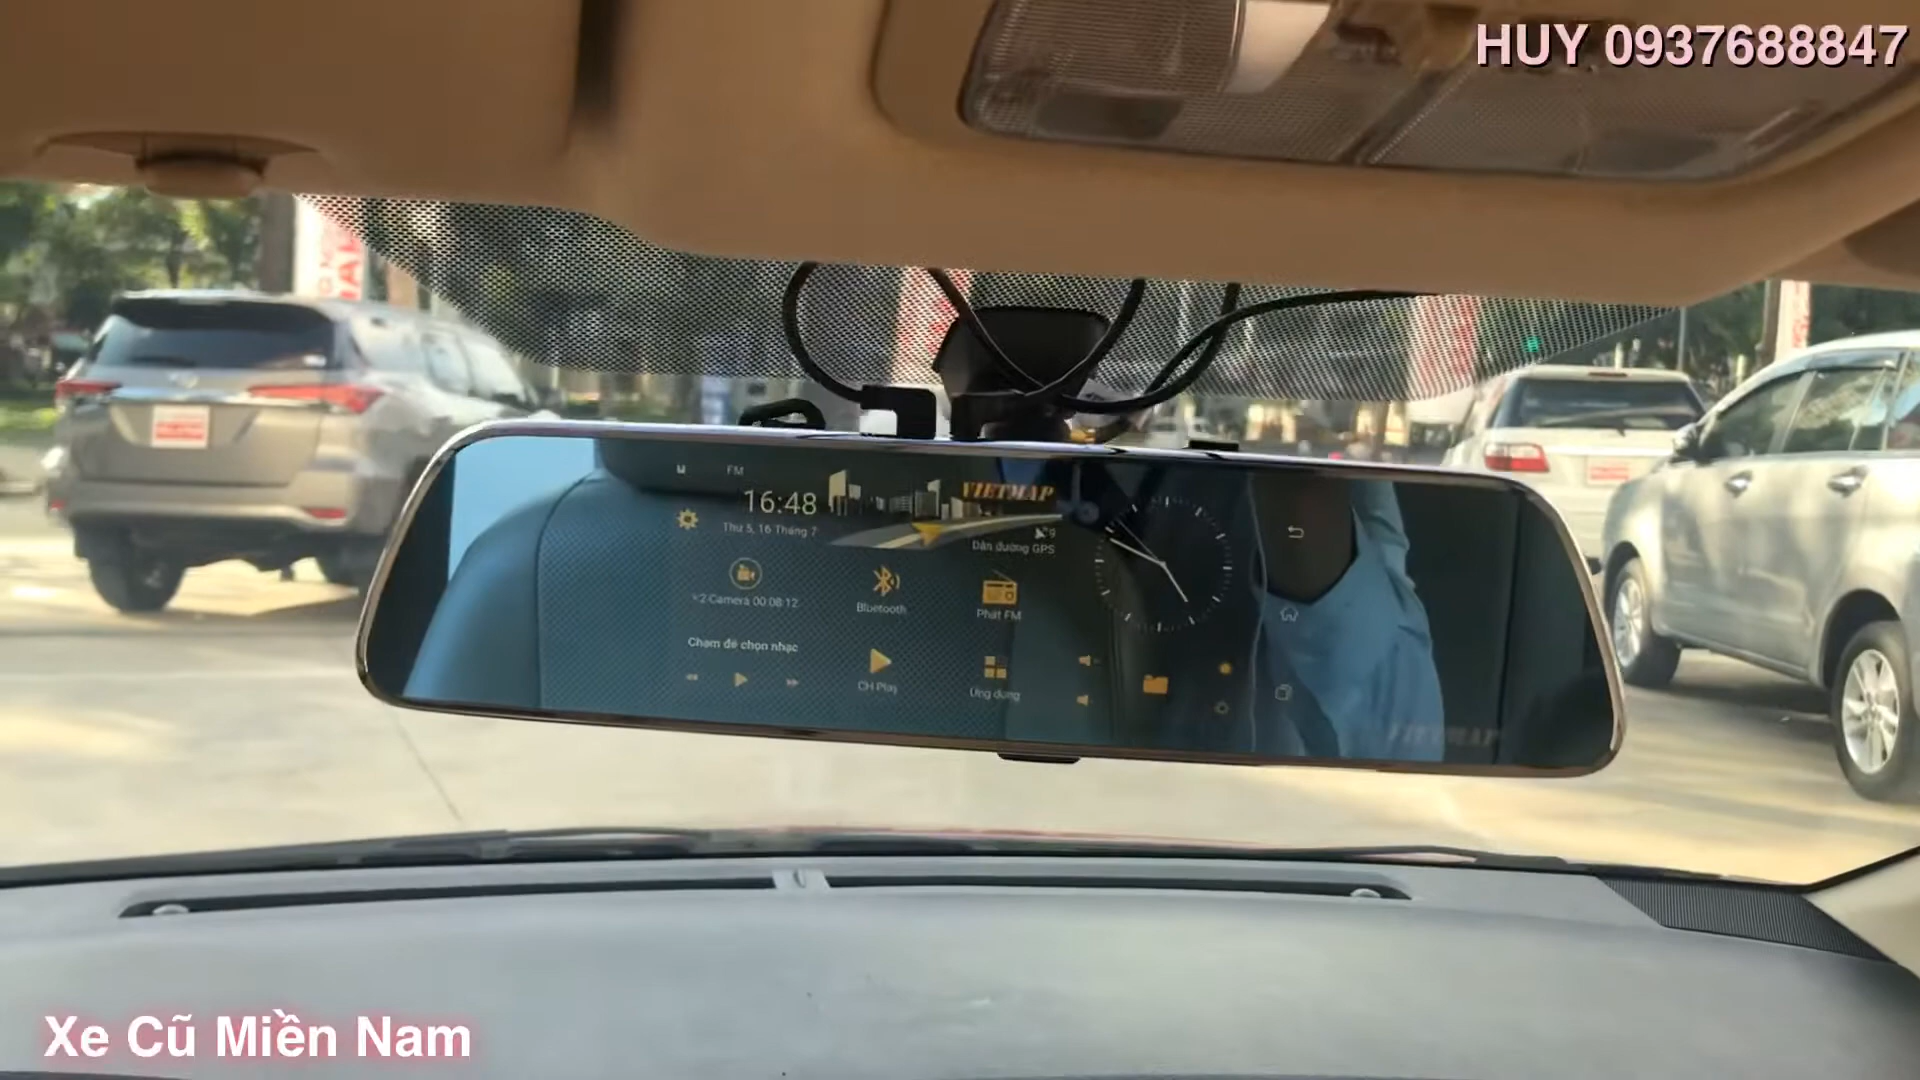 HUY 0937688847
FM
16:48
VIETMAP
Thứ 5, 16 Tháng 7
Dẫn đường GPS
Camera 00:08:12
Bluetooth
Phát FM
Chạm để chọn nhạc
CH Play
Ứng dụng
VIETMAP
Xe Cũ Miền Nam